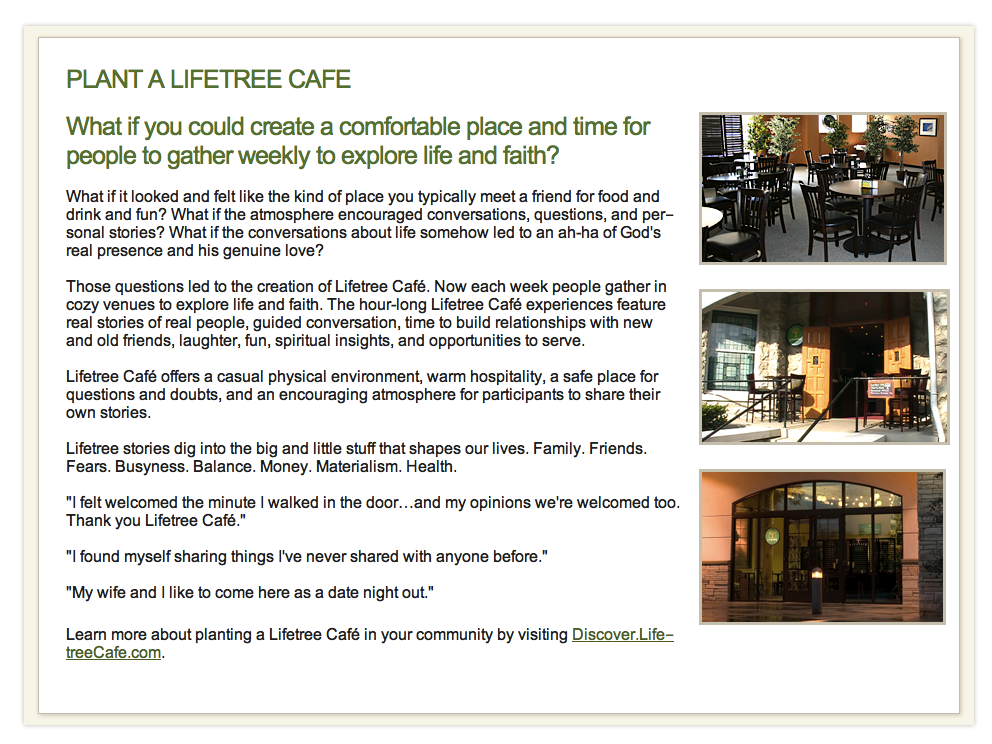 PLANT A LIFETREE CAFE
What if you could create a comfortable place and time for
people to gather weekly to explore life and faith?
What if it looked and felt like the kind of place you typically meet a friend for food and
drink and fun? What if the atmosphere encouraged conversations, questions, and per–
sonal stories? What if the conversations about life somehow led to an ah-ha of God's
real presence and his genuine love?
Those questions led to the creation of Lifetree Café. Now each week people gather in
cozy venues to explore life and faith. The hour-long Lifetree Café experiences feature
real stories of real people, guided conversation, time to build relationships with new
and old friends, laughter, fun, spiritual insights, and opportunities to serve.
Lifetree Café offers a casual physical environment, warm hospitality, a safe place for
questions and doubts, and an encouraging atmosphere for participants to share their
own stories.
Lifetree stories dig into the big and little stuff that shapes our lives. Family. Friends.
Fears. Busyness. Balance. Money. Materialism. Health.
"I felt welcomed the minute I walked in the door…and my opinions we're welcomed too.
Thank you Lifetree Café."
"I found myself sharing things I've never shared with anyone before."
"My wife and I like to come here as a date night out."
Learn more about planting a Lifetree Café in your community by visiting Discover.Life–
treeCafe.com.